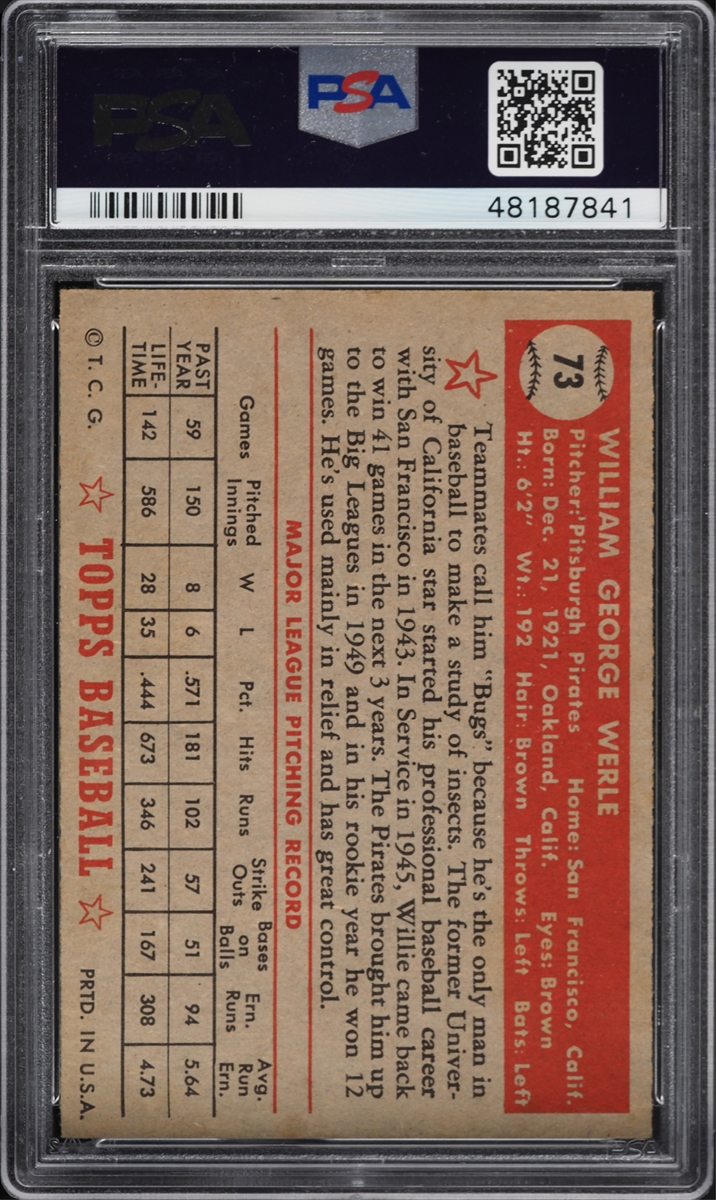 PSA
PSA
48187841
73
WILLIAM GEORGE WERLE
Pitcher: Pitsburgh Pirates Home: San Francisco, Calif.
Born: Dec. 21, 1921, Oakland, Calif. Eyes: Brown
Ht.: 6'2" Wt.: 192 Hair: Brown Throws: Left Bats: Left
Teammates call him "Bugs" because he's the only man in
baseball to make a study of insects. The former Univer-
sity of California star started his professional baseball career
with San Francisco in 1943. In Service in 1945, Willie came back
to win 41 games in the next 3 years. The Pirates brought him up
to the Big Leagues in 1949 and in his rookie year he won 12
games. He's used mainly in relief and has great control.
MAJOR LEAGUE PITCHING RECORD
Games Pitched Innings W L Pct. Hits Runs Strike Outs Bases on Balls Ern. Runs Avg. Run Ern.
PAST YEAR 59 150 8 6 .571 181 102 57 51 94 5.64
LIFE-TIME 142 586 28 35 .444 673 346 241 167 308 4.73
© T. C. G. TOPPS BASEBALL PRTD. IN U.S.A.
PSA